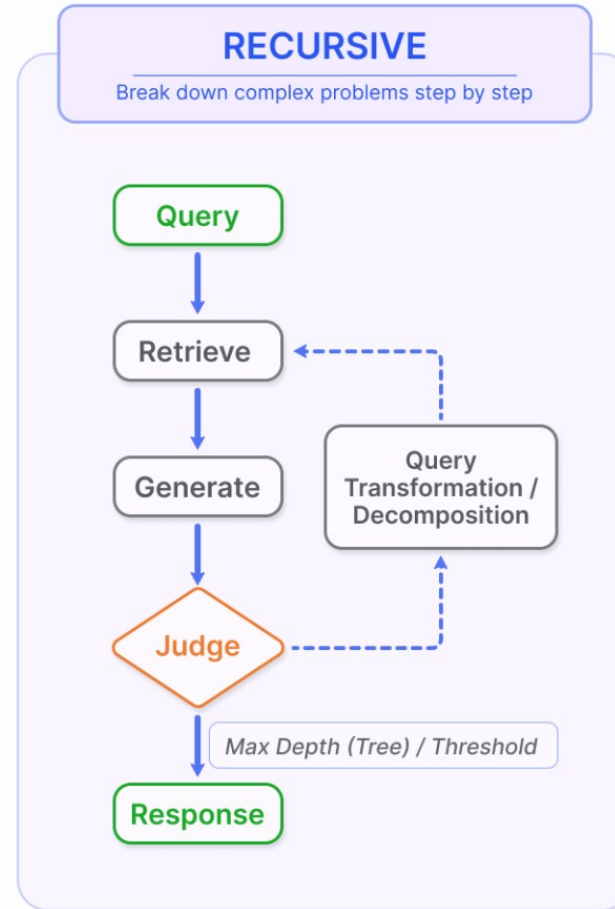 RECURSIVE
Break down complex problems step by step
Query
Retrieve
Generate
Query
Transformation /
Decomposition
Judge
Max Depth (Tree) / Threshold
Response